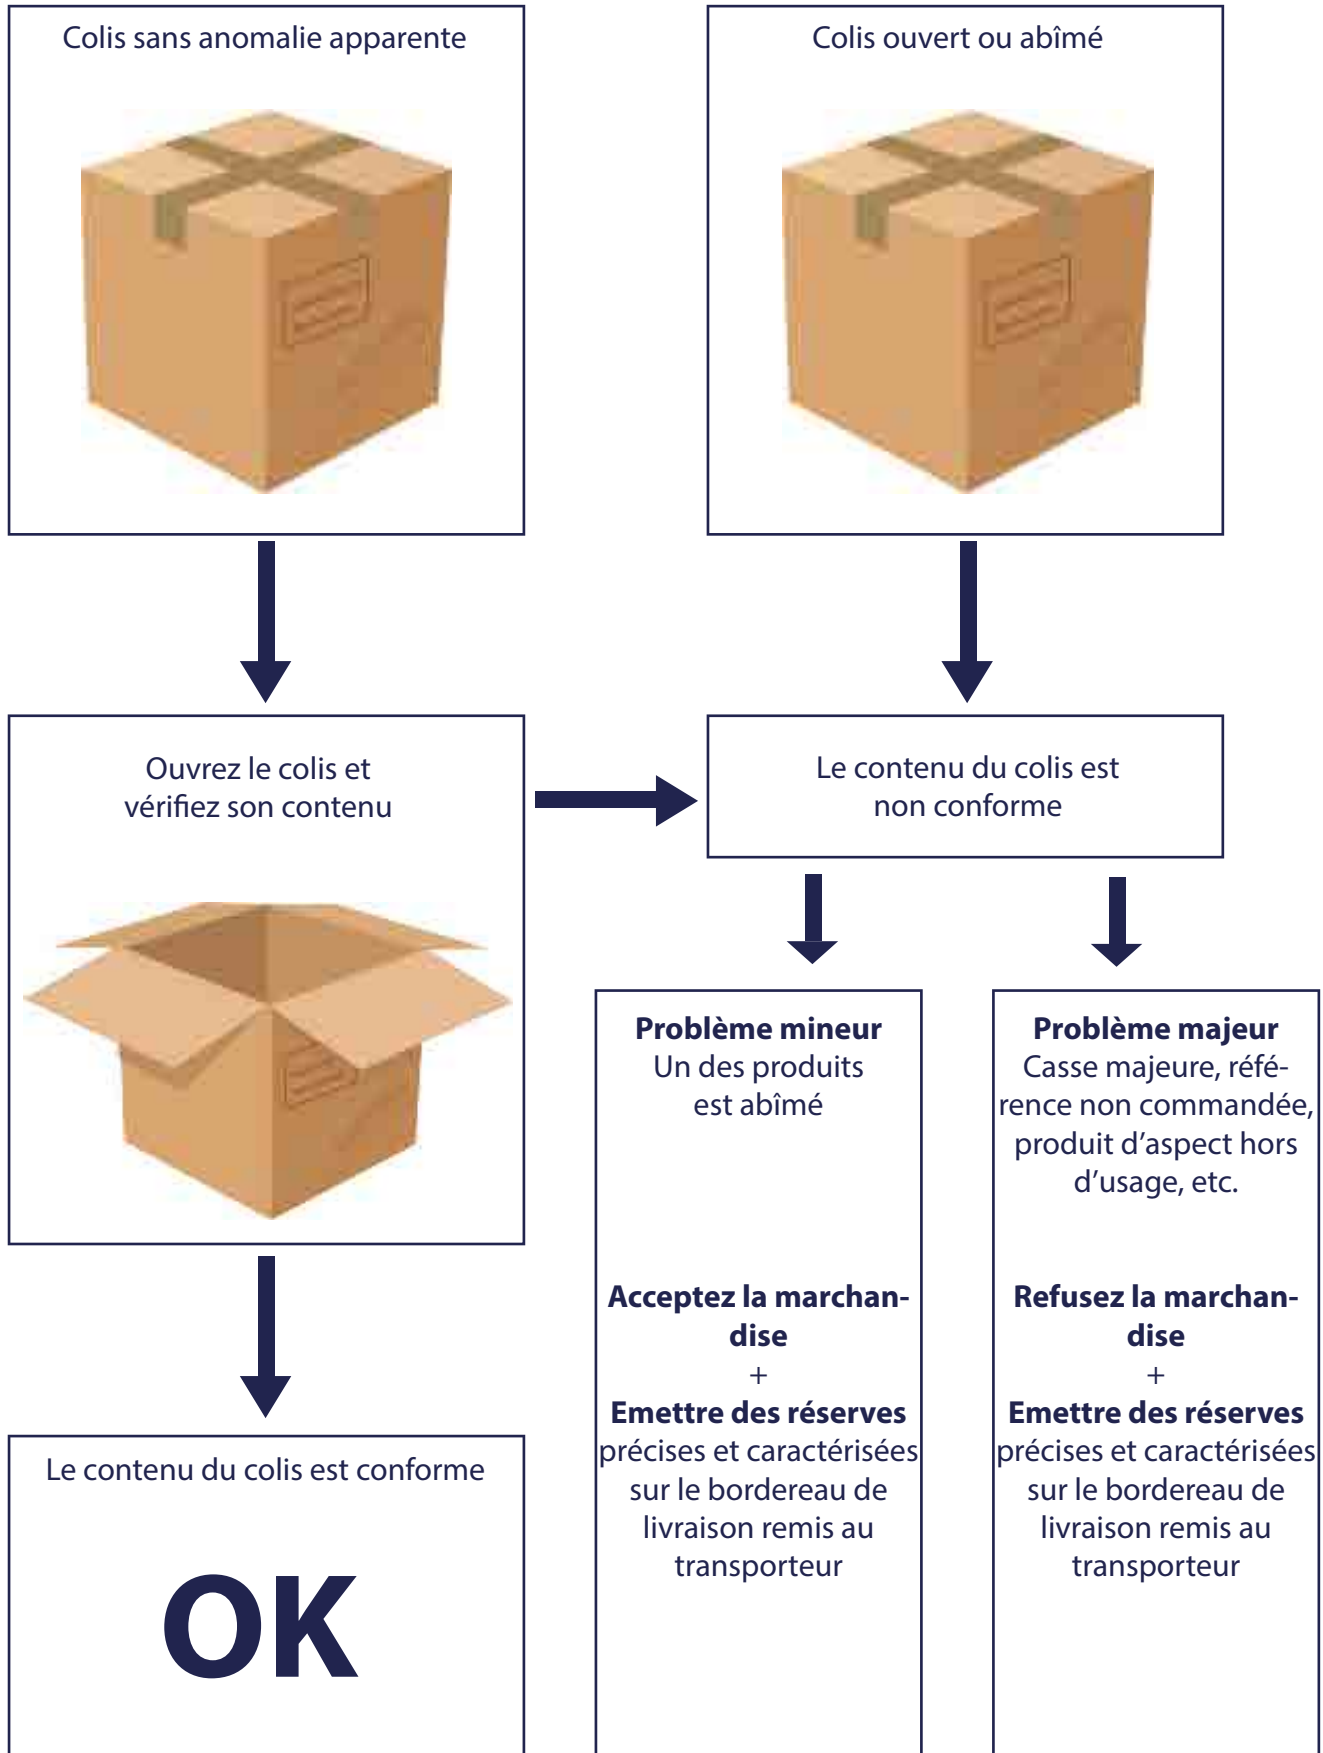 Colis sans anomalie apparente
Colis ouvert ou abîmé
Ouvrez le colis et
vérifiez son contenu
Le contenu du colis est
non conforme
Problème mineur
Un des produits
est abîmé
Acceptez la marchan-
dise
+
Emettre des réserves
précises et caractérisées
sur le bordereau de
livraison remis au
transporteur
Problème majeur
Casse majeure, réfé-
rence non commandée,
produit d'aspect hors
d'usage, etc.
Refusez la marchan-
dise
+
Emettre des réserves
précises et caractérisées
sur le bordereau de
livraison remis au
transporteur
Le contenu du colis est conforme
OK